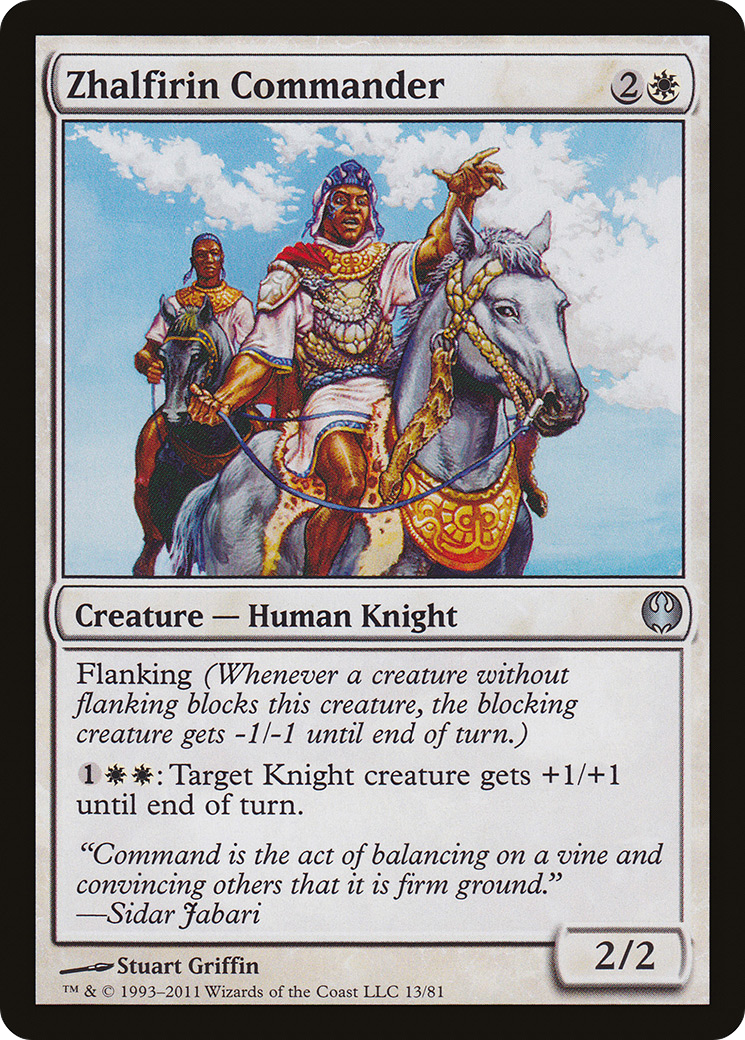 Zhalfirin Commander 2
Creature — Human Knight
Flanking (Whenever a creature without
flanking blocks this creature, the blocking
creature gets -1/-1 until end of turn.)
1: Target Knight creature gets +1/+1
until end of turn.
“Command is the act of balancing on a vine and
convincing others that it is firm ground.”
—Sidar Jabari
2/2
Stuart Griffin
™ & © 1993–2011 Wizards of the Coast LLC 13/81